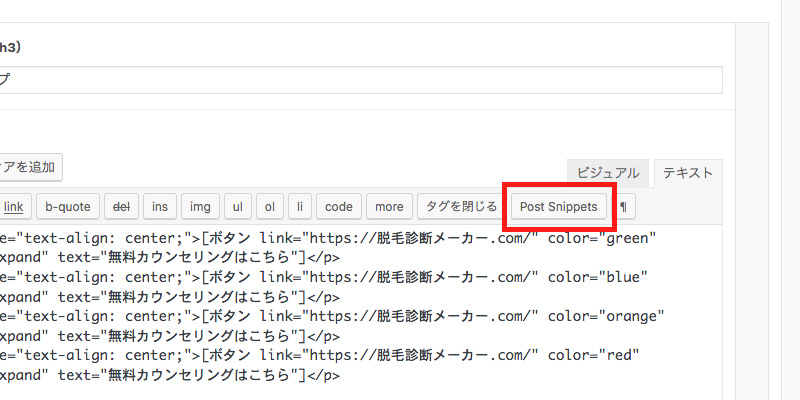 h3)
プ
ィアを追加
ビジュアル テキスト
link b-quote del ins img ul ol li code more タグを閉じる Post Snippets ¶
e="text-align: center;">[ボタン link="https://脱毛診断メーカー.com/" color="green"
xpand" text="無料カウンセリングはこちら"]</p>
e="text-align: center;">[ボタン link="https://脱毛診断メーカー.com/" color="blue"
xpand" text="無料カウンセリングはこちら"]</p>
e="text-align: center;">[ボタン link="https://脱毛診断メーカー.com/" color="orange"
xpand" text="無料カウンセリングはこちら"]</p>
e="text-align: center;">[ボタン link="https://脱毛診断メーカー.com/" color="red"
xpand" text="無料カウンセリングはこちら"]</p>